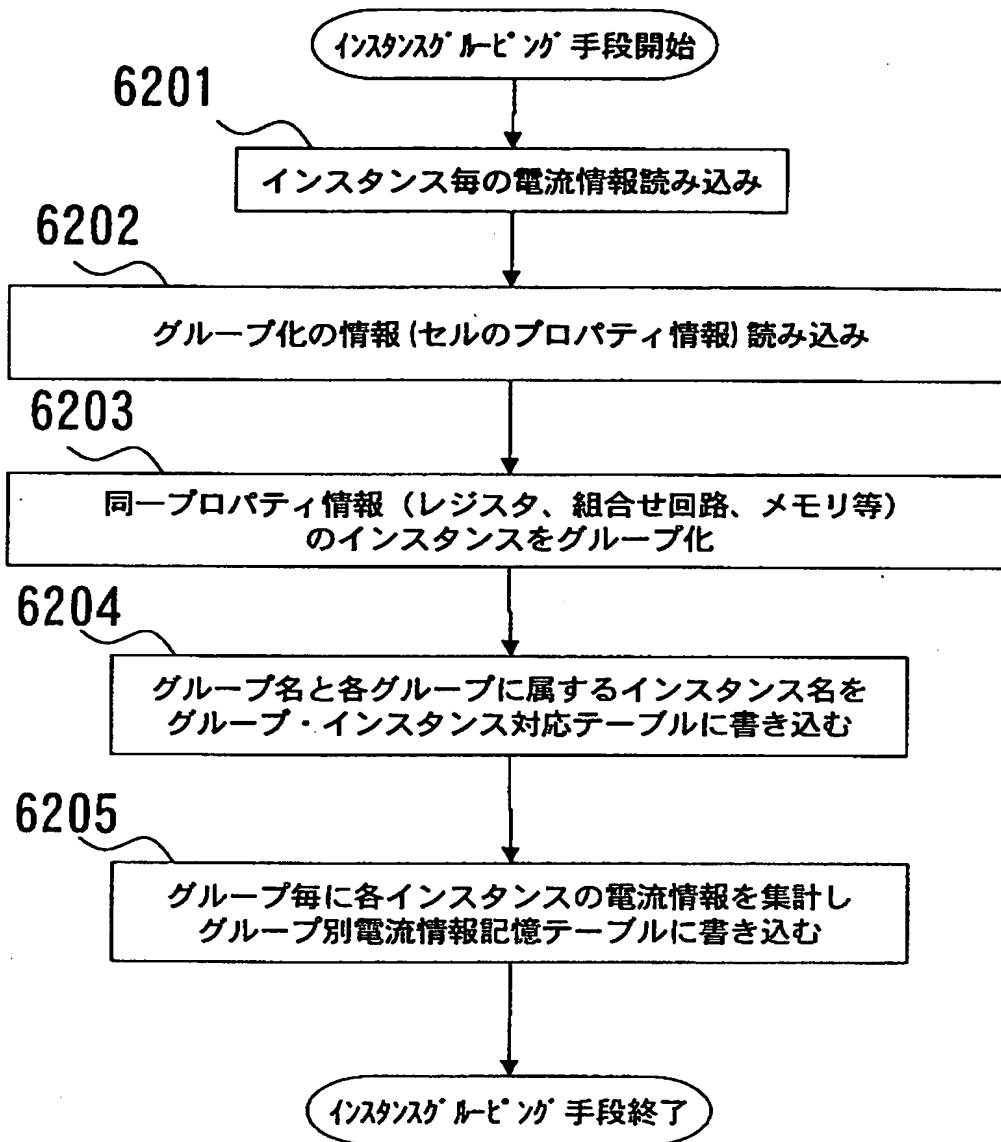 ｲﾝｽﾀﾝｽｸﾞﾙｰﾋﾟﾝｸﾞ手段開始
6201
インスタンス毎の電流情報読み込み
6202
グループ化の情報(セルのプロパティ情報)読み込み
6203
同一プロパティ情報（レジスタ、組合せ回路、メモリ等）
のインスタンスをグループ化
6204
グループ名と各グループに属するインスタンス名を
グループ・インスタンス対応テーブルに書き込む
6205
グループ毎に各インスタンスの電流情報を集計し
グループ別電流情報記憶テーブルに書き込む
ｲﾝｽﾀﾝｽｸﾞﾙｰﾋﾟﾝｸﾞ手段終了